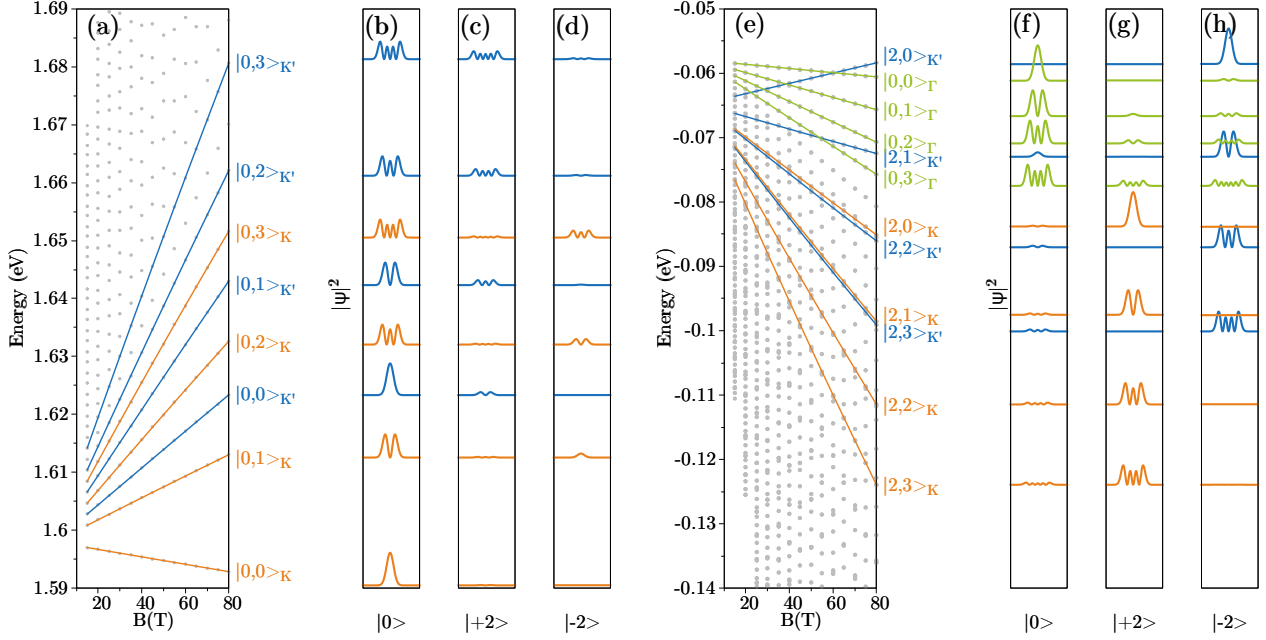 1.69
1.68
1.67
1.66
1.65
1.64
1.63
1.62
1.61
1.6
1.59
Energy (eV)
20 40 60 80
B(T)
(a)
|0,3>K'
|0,2>K'
|0,3>K
|0,1>K'
|0,2>K
|0,0>K'
|0,1>K
|0,0>K
|ψ|²
(b) (c) (d)
|0> |+2> |-2>
-0.05
-0.06
-0.07
-0.08
-0.09
-0.1
-0.11
-0.12
-0.13
-0.14
Energy (eV)
20 40 60 80
B(T)
(e)
|2,0>K'
|0,0>Γ
|0,1>Γ
|0,2>Γ
|2,1>K'
|0,3>Γ
|2,0>K
|2,2>K'
|2,1>K
|2,3>K'
|2,2>K
|2,3>K
|ψ|²
(f) (g) (h)
|0> |+2> |-2>